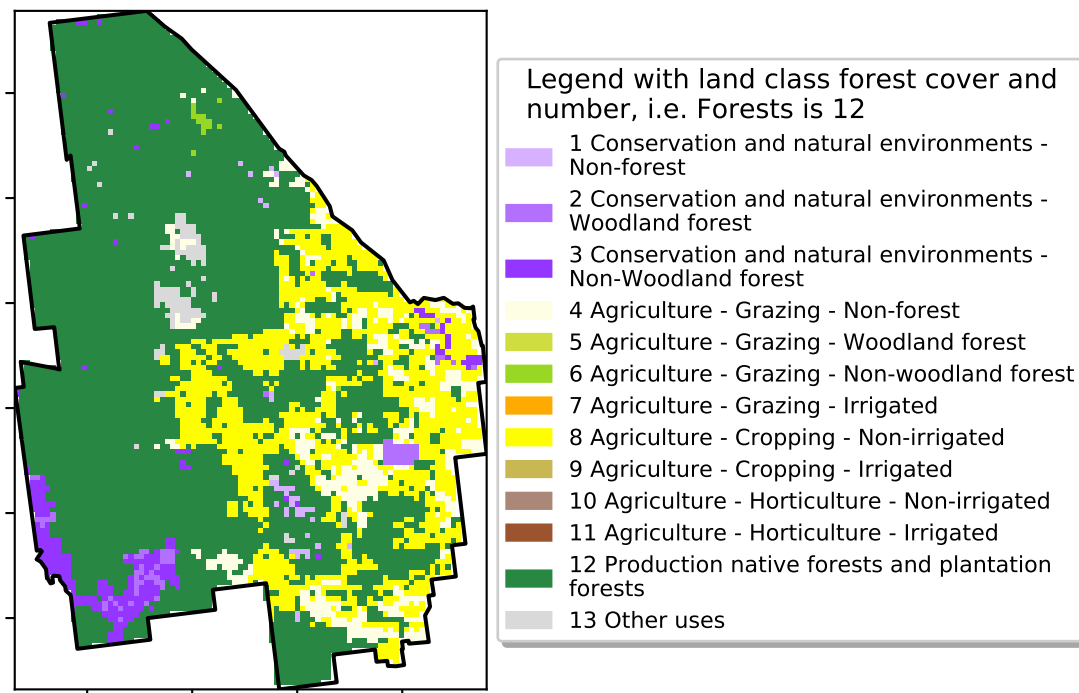 Legend with land class forest cover and
number, i.e. Forests is 12
1 Conservation and natural environments -
Non-forest
2 Conservation and natural environments -
Woodland forest
3 Conservation and natural environments -
Non-Woodland forest
4 Agriculture - Grazing - Non-forest
5 Agriculture - Grazing - Woodland forest
6 Agriculture - Grazing - Non-woodland forest
7 Agriculture - Grazing - Irrigated
8 Agriculture - Cropping - Non-irrigated
9 Agriculture - Cropping - Irrigated
10 Agriculture - Horticulture - Non-irrigated
11 Agriculture - Horticulture - Irrigated
12 Production native forests and plantation
forests
13 Other uses